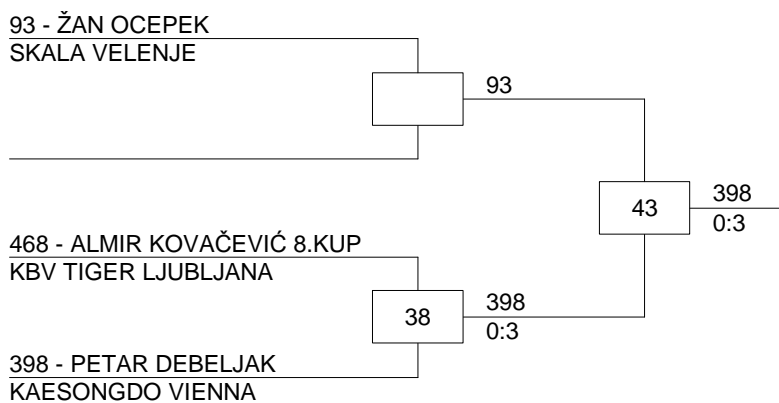 93 - ŽAN OCEPEK
SKALA VELENJE
93
43
398
0:3
468 - ALMIR KOVAČEVIĆ 8.KUP
KBV TIGER LJUBLJANA
38
398
0:3
398 - PETAR DEBELJAK
KAESONGDO VIENNA